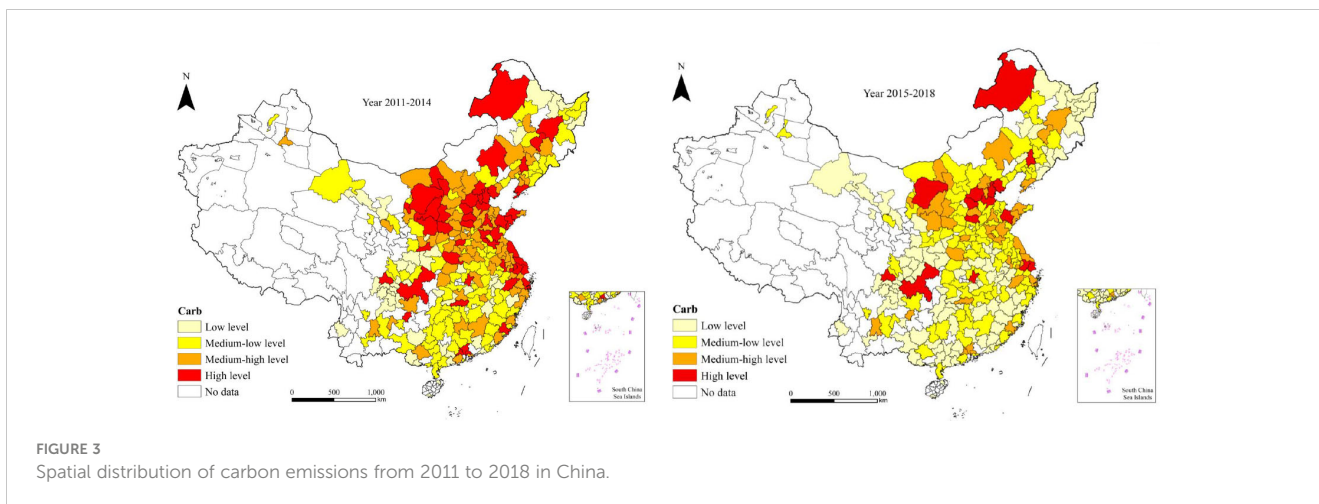 N
Year 2011-2014
Carb
Low level
Medium-low level
Medium-high level
High level
No data
0 500 1,000
km
South China
Sea Islands
N
Year 2015-2018
Carb
Low level
Medium-low level
Medium-high level
High level
No data
0 500 1,000
km
South China
Sea Islands
FIGURE 3
Spatial distribution of carbon emissions from 2011 to 2018 in China.